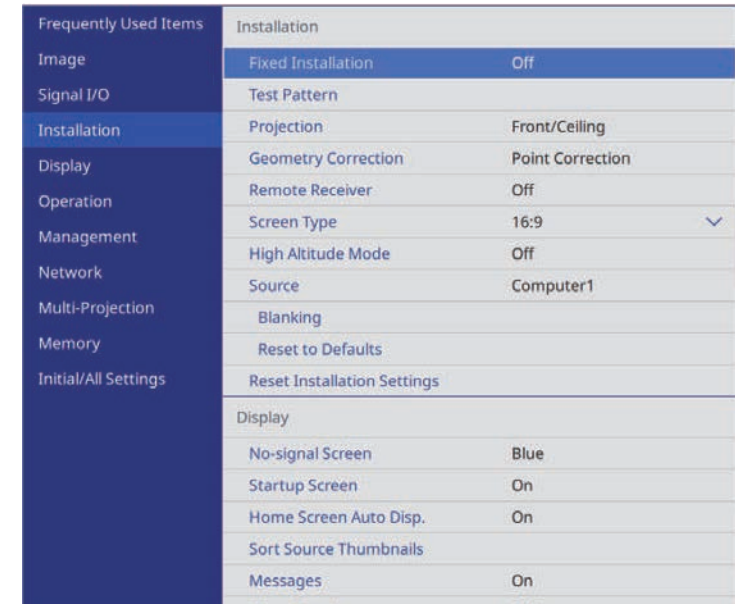 Frequently Used Items
Image
Signal I/O
Installation
Display
Operation
Management
Network
Multi-Projection
Memory
Initial/All Settings
Installation
Fixed Installation Off
Test Pattern
Projection Front/Ceiling
Geometry Correction Point Correction
Remote Receiver Off
Screen Type 16:9
High Altitude Mode Off
Source Computer1
Blanking
Reset to Defaults
Reset Installation Settings
Display
No-signal Screen Blue
Startup Screen On
Home Screen Auto Disp. On
Sort Source Thumbnails
Messages On